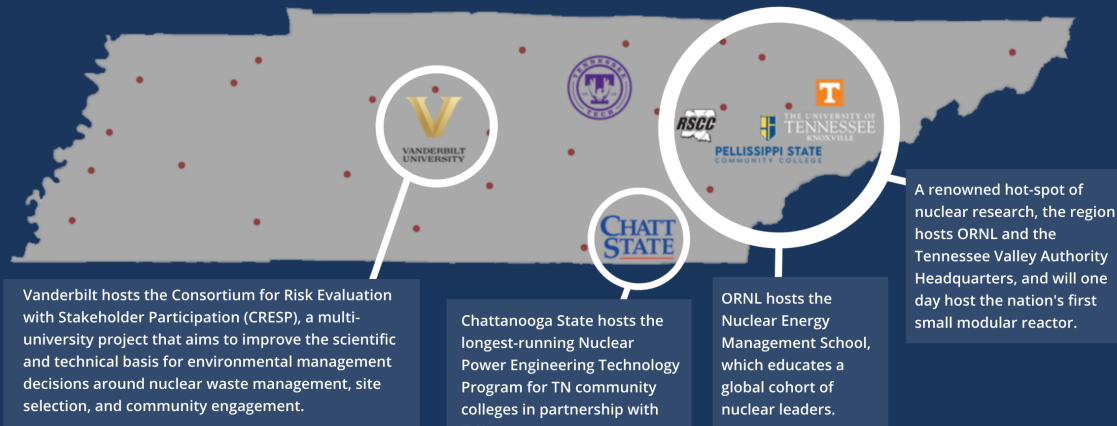 TENNESSEE
TECH
V
VANDERBILT
UNIVERSITY
T
RSCC
THE UNIVERSITY OF
TENNESSEE
KNOXVILLE
PELLISSIPPI STATE
COMMUNITY COLLEGE
CHATT
STATE
A renowned hot-spot of
nuclear research, the region
hosts ORNL and the
Tennessee Valley Authority
Headquarters, and will one
day host the nation's first
small modular reactor.
Vanderbilt hosts the Consortium for Risk Evaluation
with Stakeholder Participation (CRESP), a multi-
university project that aims to improve the scientific
and technical basis for environmental management
decisions around nuclear waste management, site
selection, and community engagement.
Chattanooga State hosts the
longest-running Nuclear
Power Engineering Technology
Program for TN community
colleges in partnership with
ORNL hosts the
Nuclear Energy
Management School,
which educates a
global cohort of
nuclear leaders.